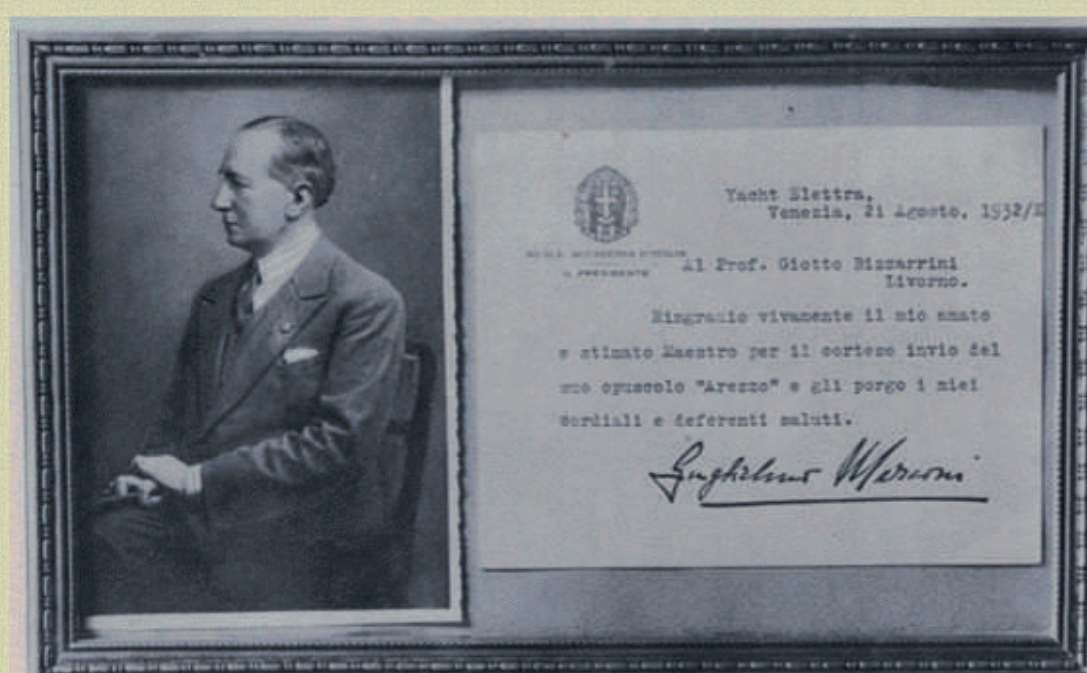 Yacht Elettra,
Venezia, 21 Agosto, 1932/X
REALE ACCADEMIA D'ITALIA
IL PRESIDENTE
Al Prof. Giotto Bizzarrini
Livorno.
Ringrazio vivamente il mio amato
e stimato Maestro per il cortese invio del
suo opuscolo "Arezzo" e gli porgo i miei
cordiali e deferenti saluti.
Guglielmo Marconi